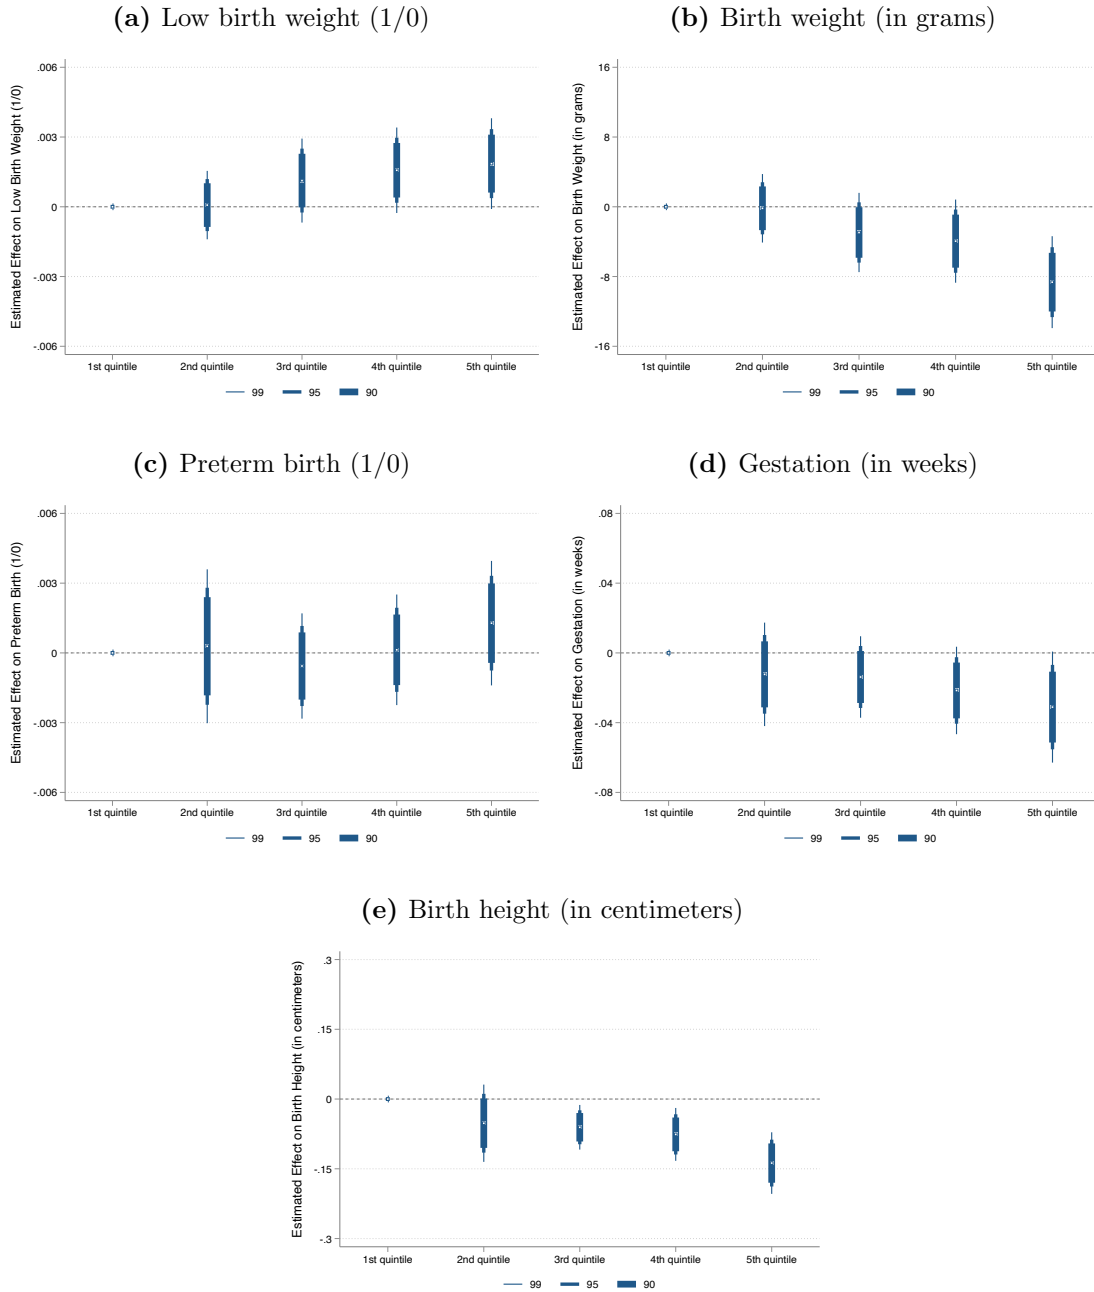 (a) Low birth weight (1/0)
Estimated Effect on Low Birth Weight (1/0)
.006
.003
0
-.003
-.006
1st quintile 2nd quintile 3rd quintile 4th quintile 5th quintile
99 95 90
(b) Birth weight (in grams)
Estimated Effect on Birth Weight (in grams)
16
8
0
-8
-16
1st quintile 2nd quintile 3rd quintile 4th quintile 5th quintile
99 95 90
(c) Preterm birth (1/0)
Estimated Effect on Preterm Birth (1/0)
.006
.003
0
-.003
-.006
1st quintile 2nd quintile 3rd quintile 4th quintile 5th quintile
99 95 90
(d) Gestation (in weeks)
Estimated Effect on Gestation (in weeks)
.08
.04
0
-.04
-.08
1st quintile 2nd quintile 3rd quintile 4th quintile 5th quintile
99 95 90
(e) Birth height (in centimeters)
Estimated Effect on Birth Height (in centimeters)
.3
.15
0
-.15
-.3
1st quintile 2nd quintile 3rd quintile 4th quintile 5th quintile
99 95 90